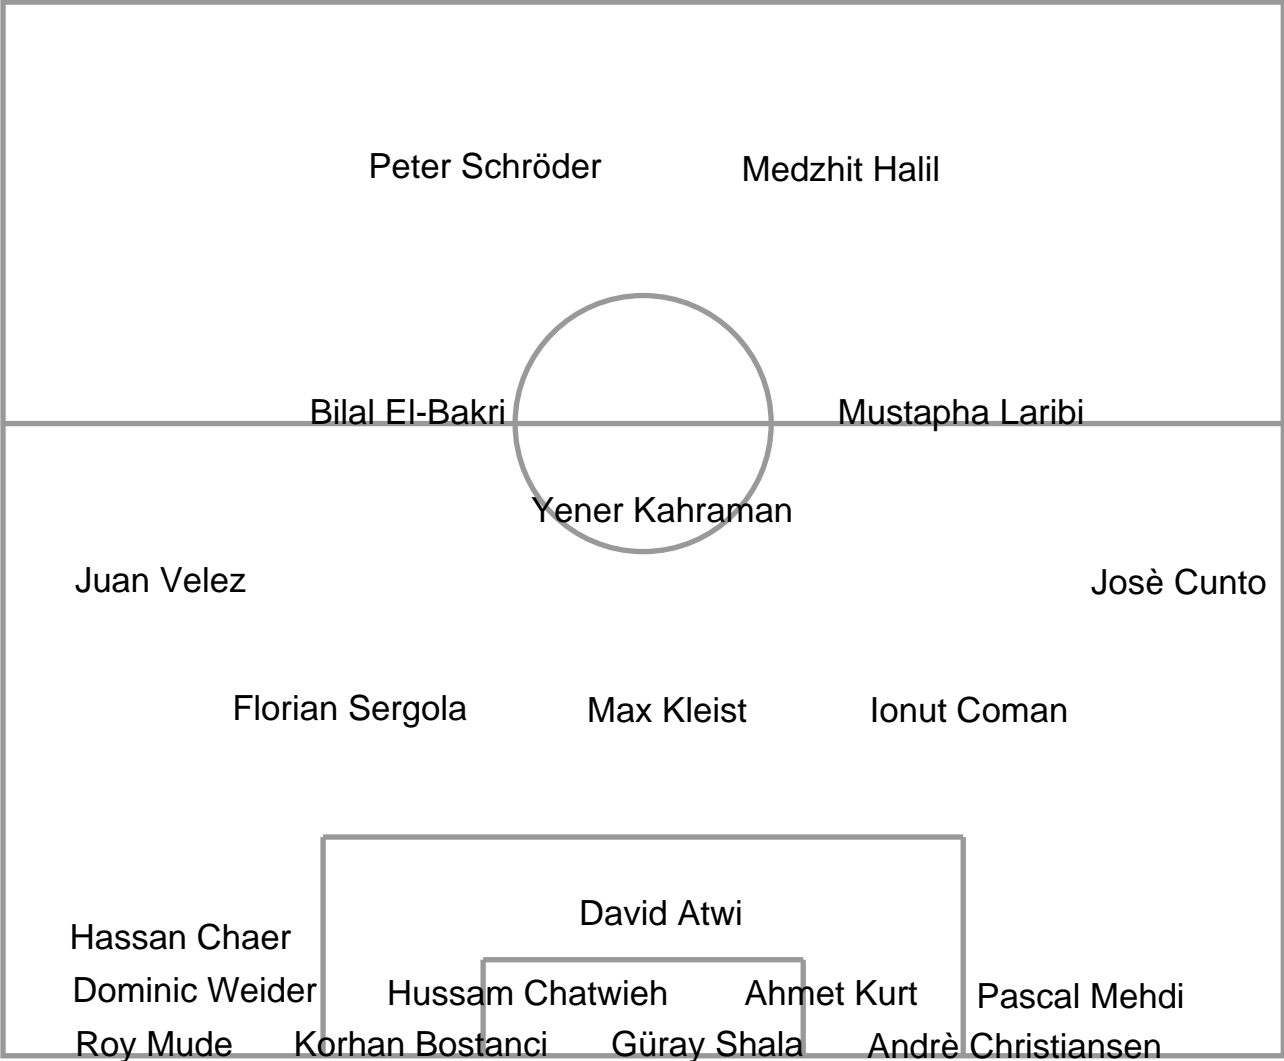 Peter Schröder Medzhit Halil
Bilal El-Bakri Mustapha Laribi
Yener Kahraman
Juan Velez Josè Cunto
Florian Sergola Max Kleist Ionut Coman
David Atwi
Hassan Chaer
Dominic Weider Hussam Chatwieh Ahmet Kurt Pascal Mehdi
Roy Mude Korhan Bostanci Güray Shala Andrè Christiansen